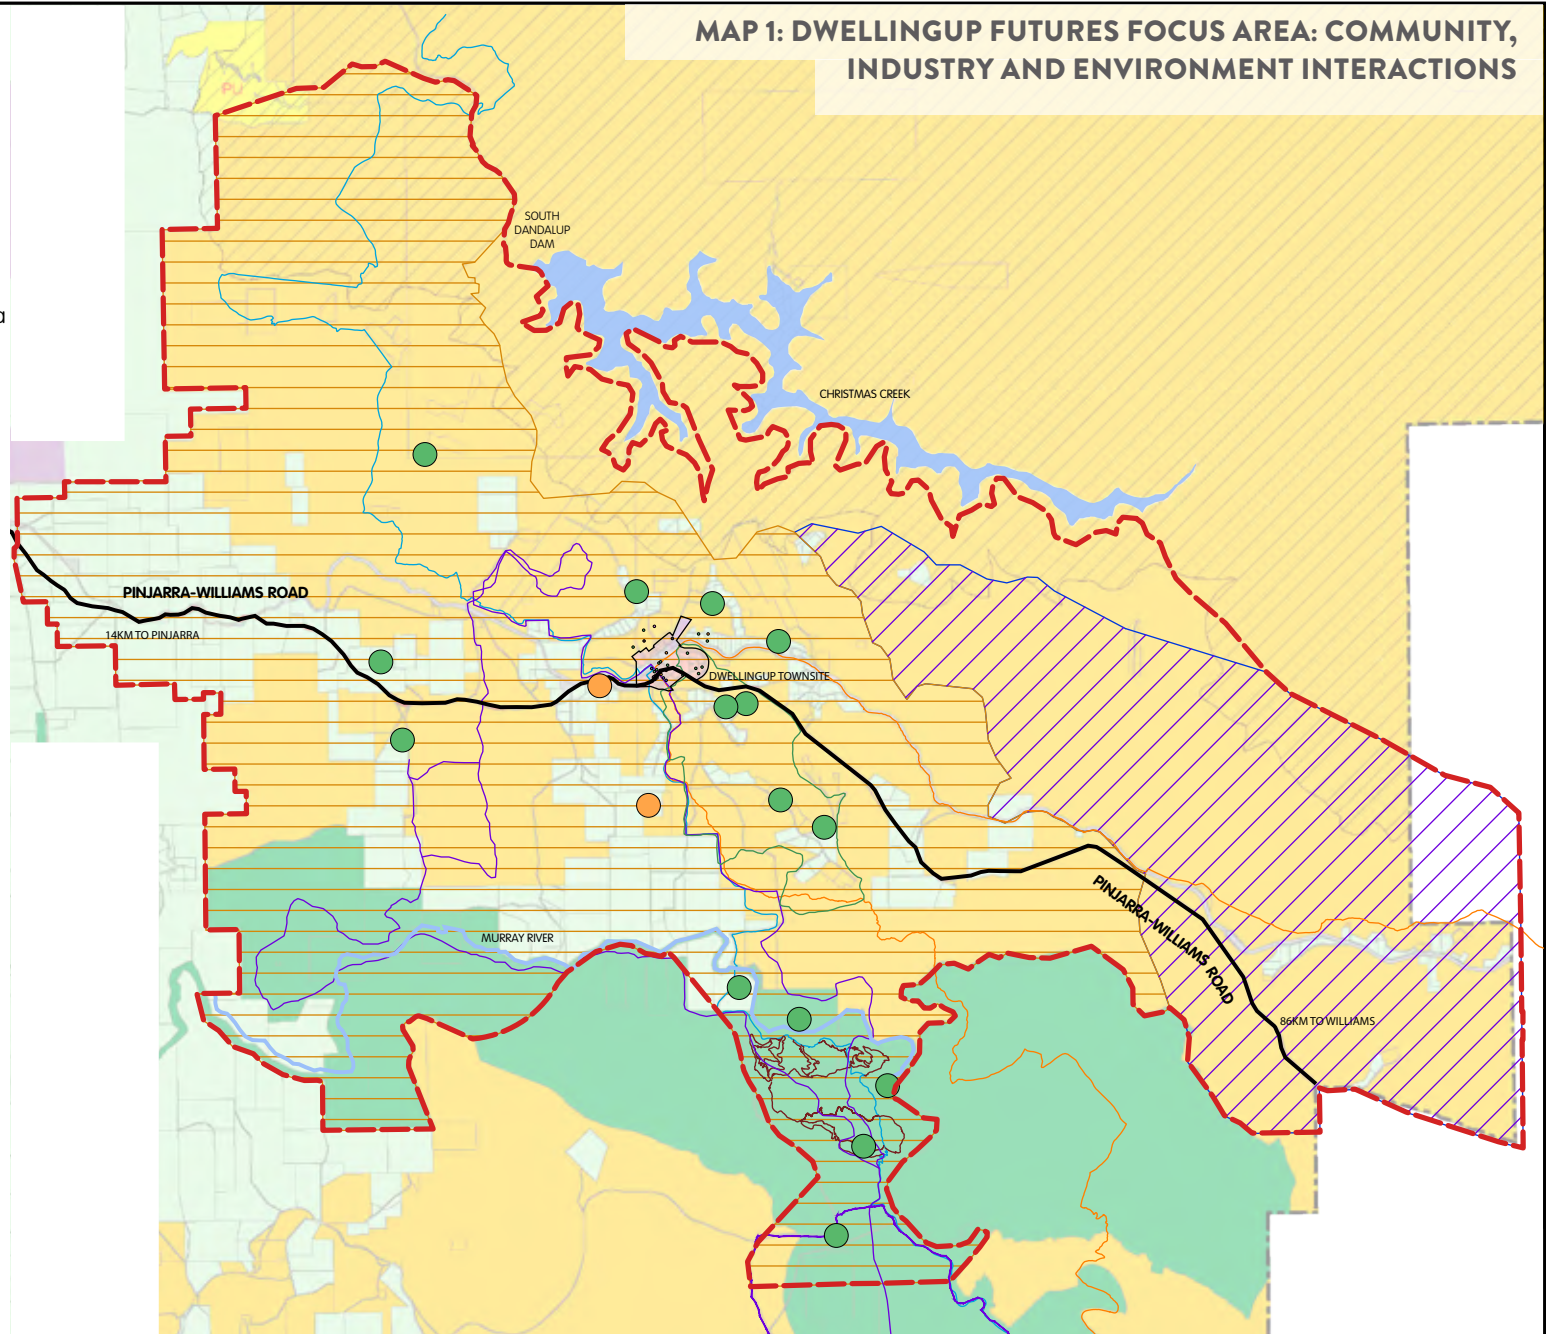 MAP 1: DWELLINGUP FUTURES FOCUS AREA: COMMUNITY,
INDUSTRY AND ENVIRONMENT INTERACTIONS
PU
SOUTH
DANDALUP
DAM
a
CHRISTMAS CREEK
PINJARRA-WILLIAMS ROAD
14KM TO PINJARRA
DWELLINGUP TOWNSITE
PINJARRA-WILLIAMS ROAD
MURRAY RIVER
86KM TO WILLIAMS